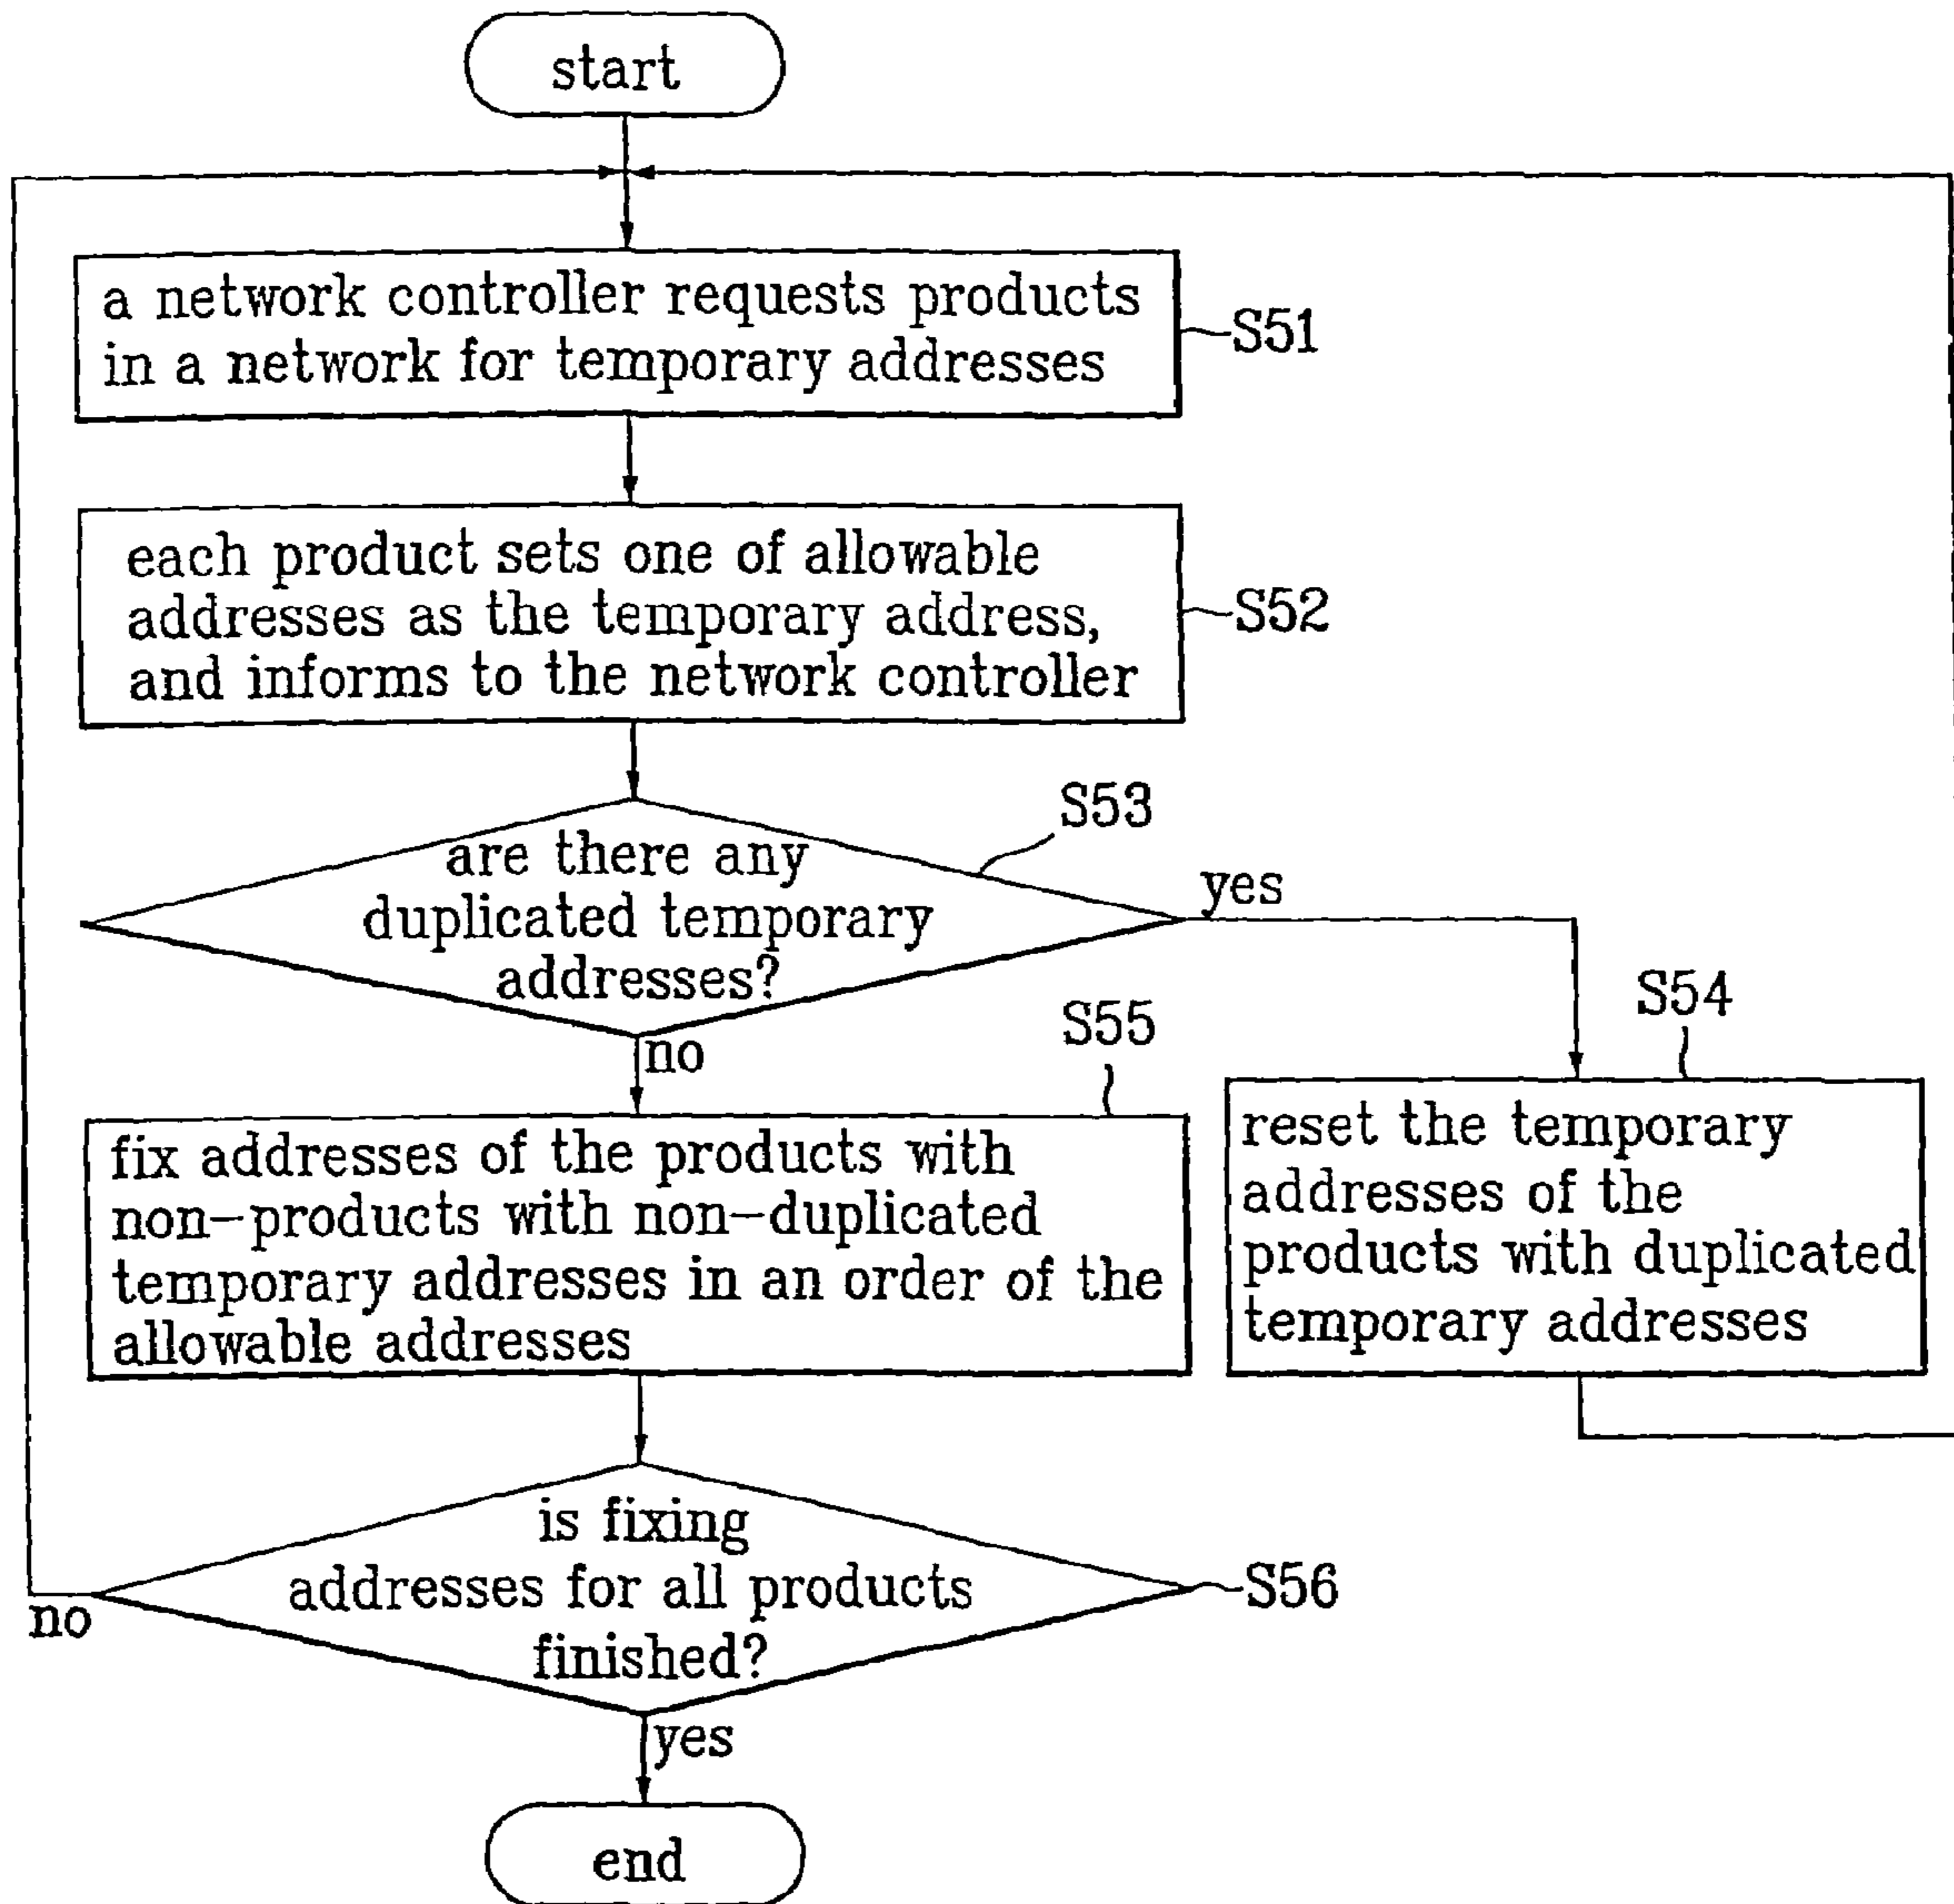 start
a network controller requests products
in a network for temporary addresses
S51
each product sets one of allowable
addresses as the temporary address,
and informs to the network controller
S52
S53
are there any
duplicated temporary
addresses?
yes
no
S54
reset the temporary
addresses of the
products with duplicated
temporary addresses
S55
fix addresses of the products with
non-products with non-duplicated
temporary addresses in an order of the
allowable addresses
is fixing
addresses for all products
finished?
S56
no
yes
end